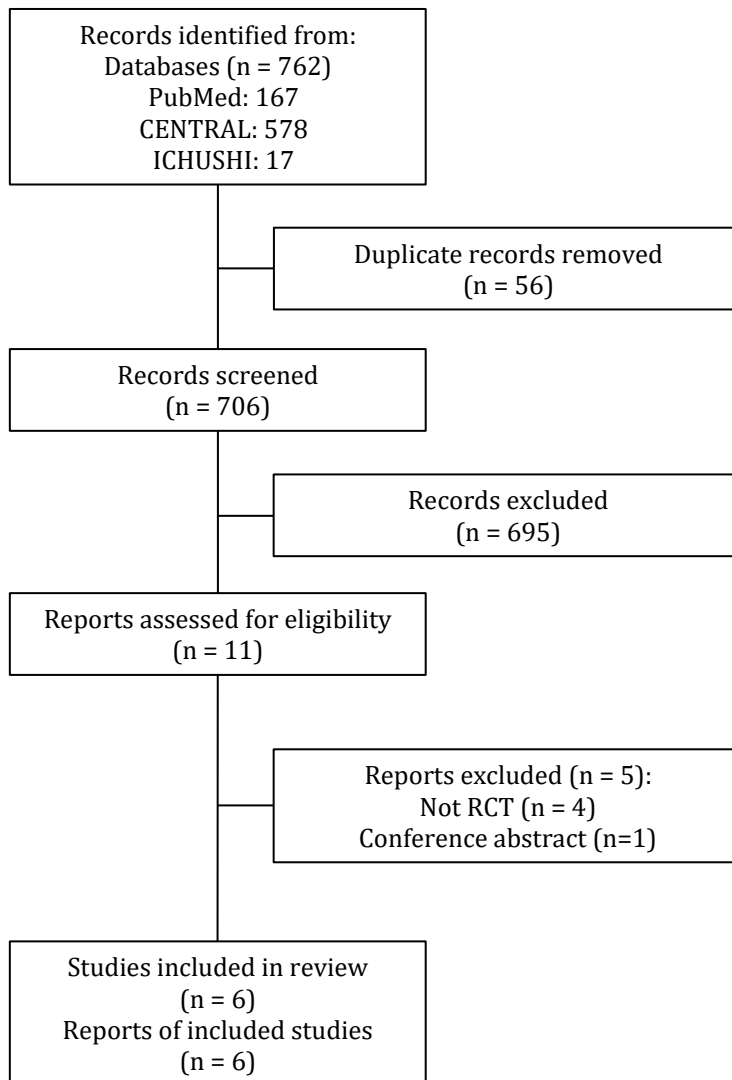 Records identified from:
Databases (n = 762)
PubMed: 167
CENTRAL: 578
ICHUSHI: 17
Duplicate records removed
(n = 56)
Records screened
(n = 706)
Records excluded
(n = 695)
Reports assessed for eligibility
(n = 11)
Reports excluded (n = 5):
Not RCT (n = 4)
Conference abstract (n=1)
Studies included in review
(n = 6)
Reports of included studies
(n = 6)